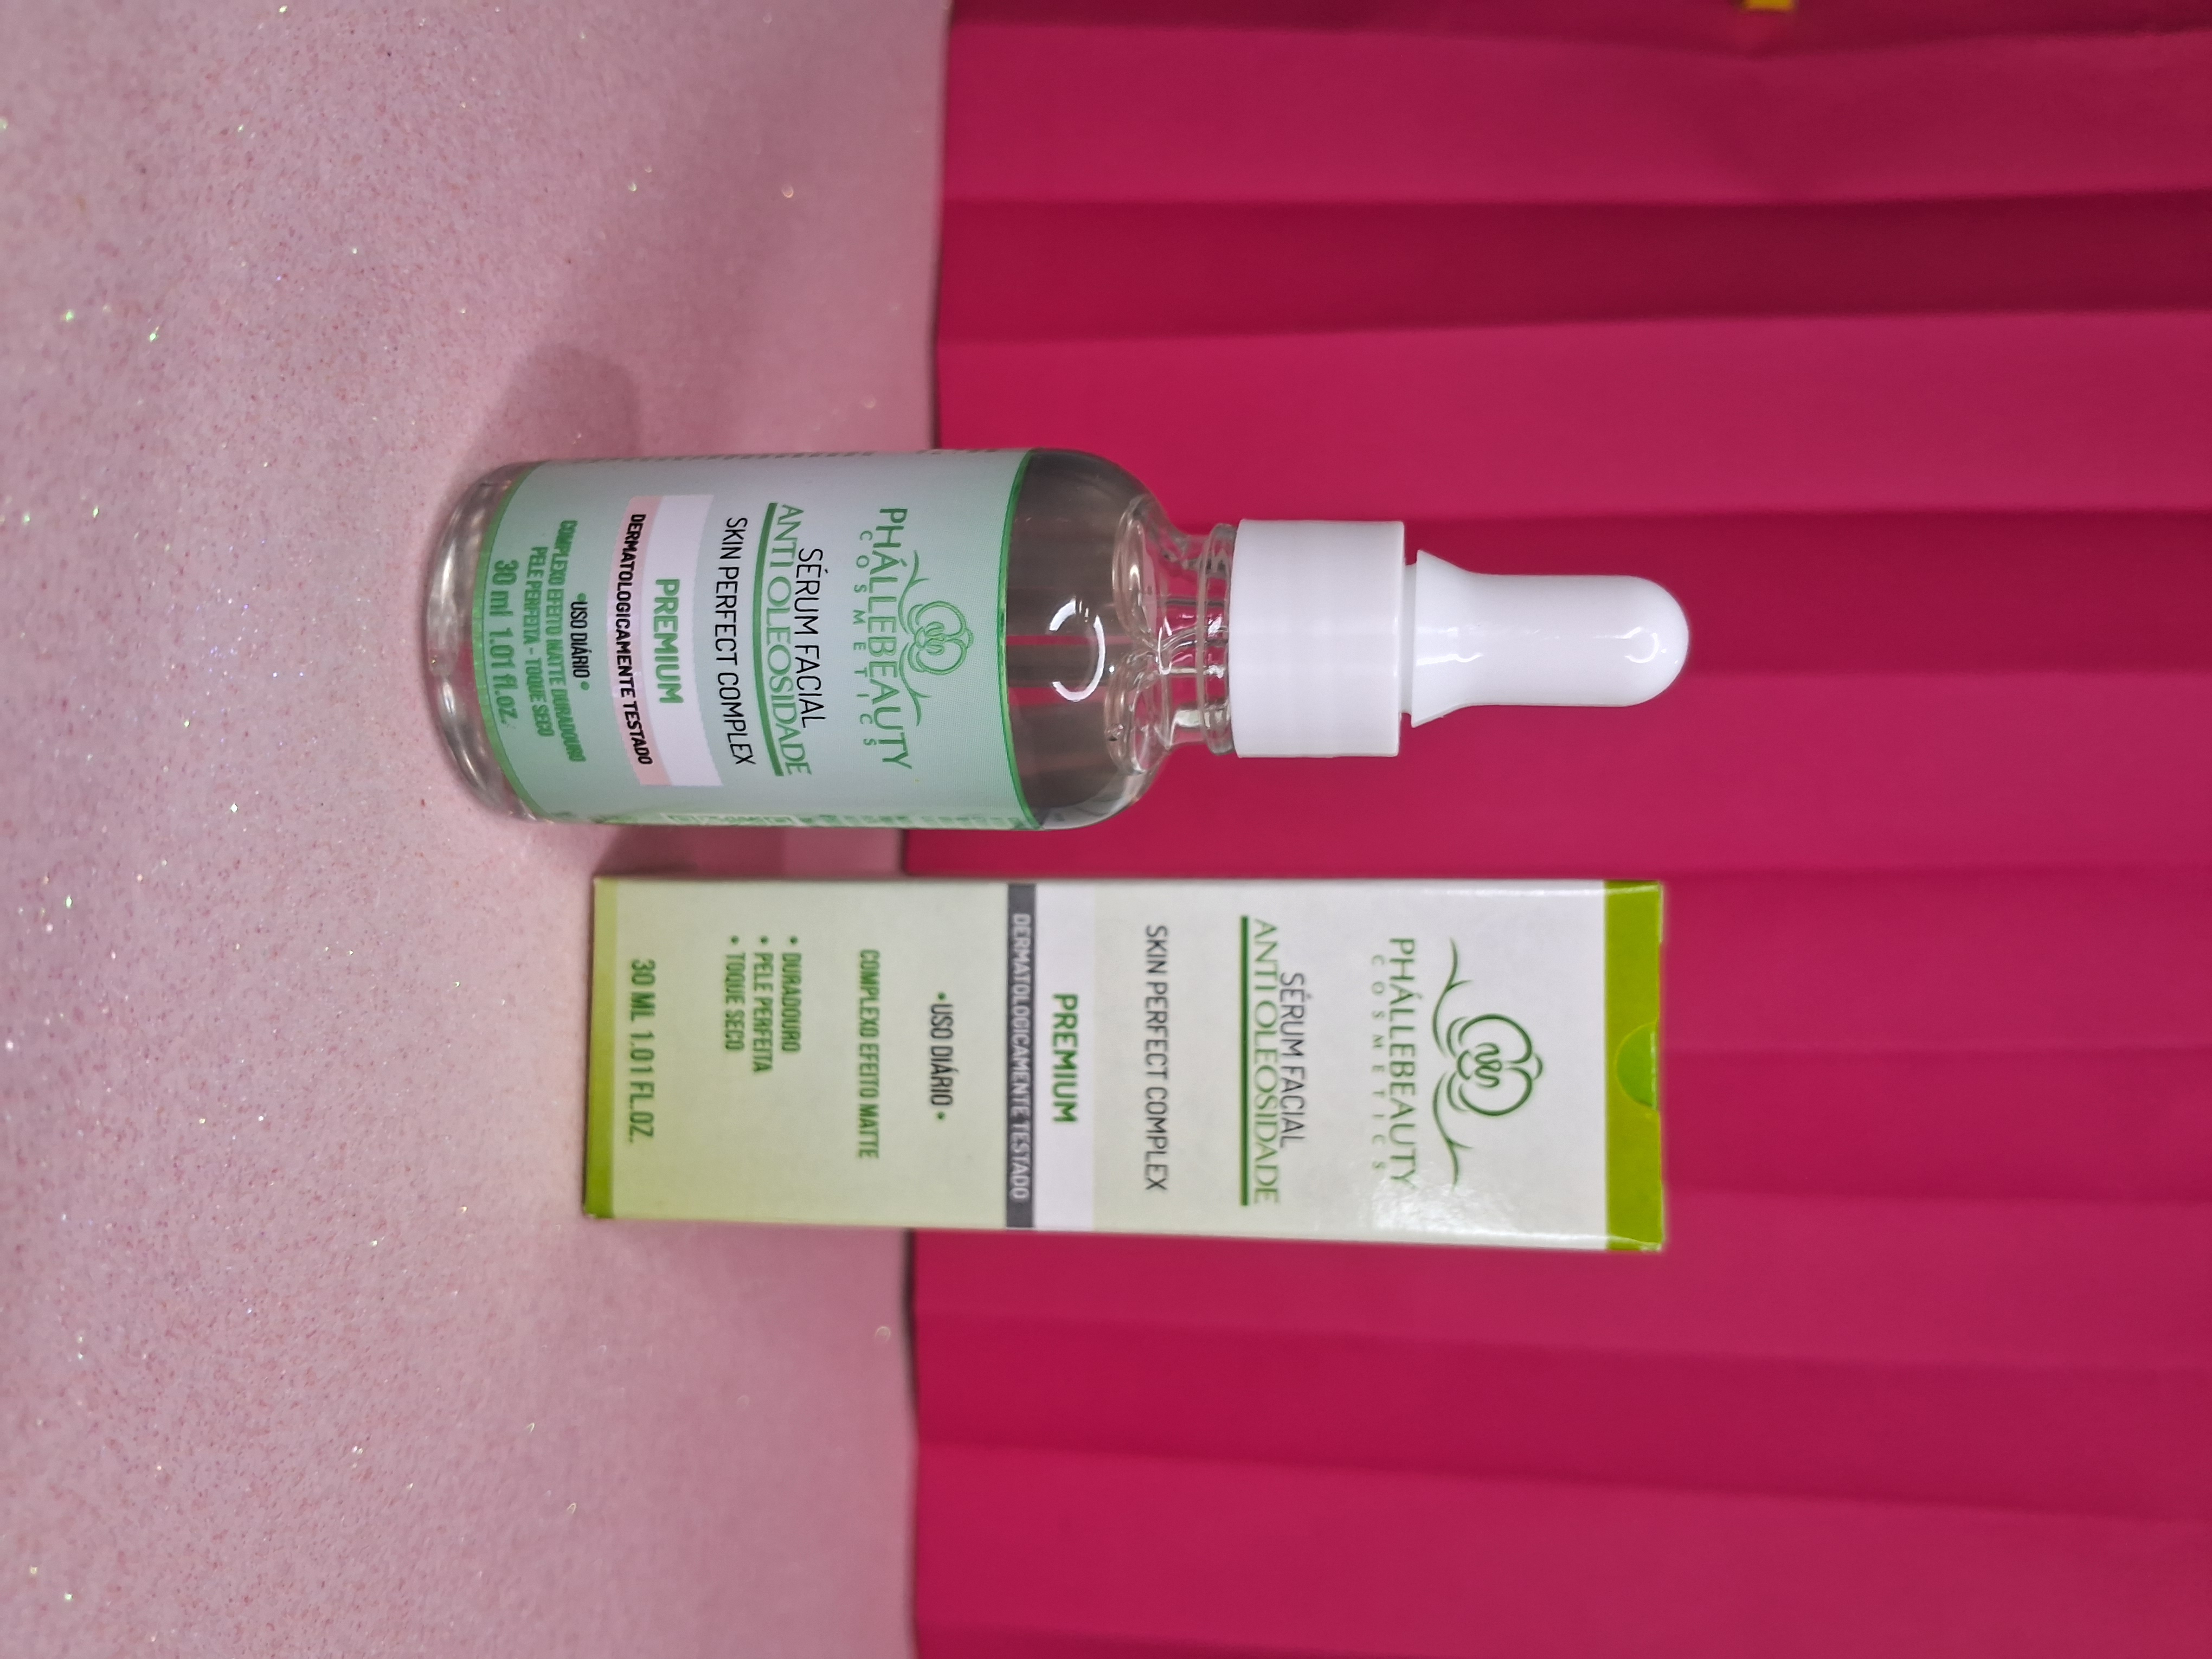 PHÁLLEBEAUTY
COSMETICS
SÉRUM FACIAL
ANTI OLEOSIDADE
SKIN PERFECT COMPLEX
PREMIUM
DERMATOLOGICAMENTE TESTADO
•USO DIÁRIO•
COMPLEXO EFEITO MATTE DURADOURO
PELE PERFEITA - TOQUE SECO
30 ml 1.01 fl.oz.
PHÁLLEBEAUTY
COSMETICS
SÉRUM FACIAL
ANTI OLEOSIDADE
SKIN PERFECT COMPLEX
PREMIUM
DERMATOLOGICAMENTE TESTADO
•USO DIÁRIO•
COMPLEXO EFEITO MATTE
• DURADOURO
• PELE PERFEITA
• TOQUE SECO
30 ML 1.01 FL.OZ.